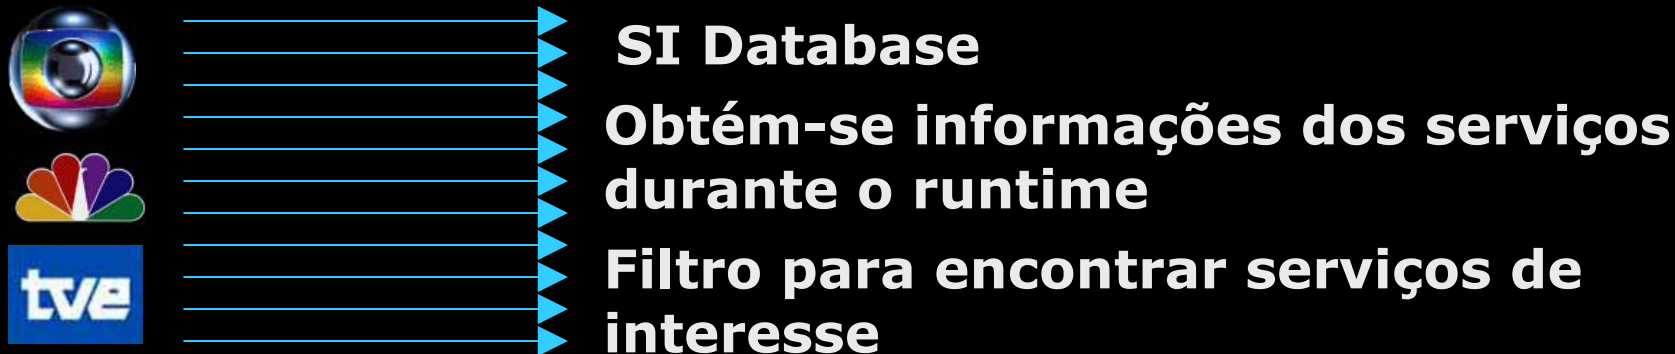 SI Database
Obtém-se informações dos serviços
durante o runtime
Filtro para encontrar serviços de
interesse
tve